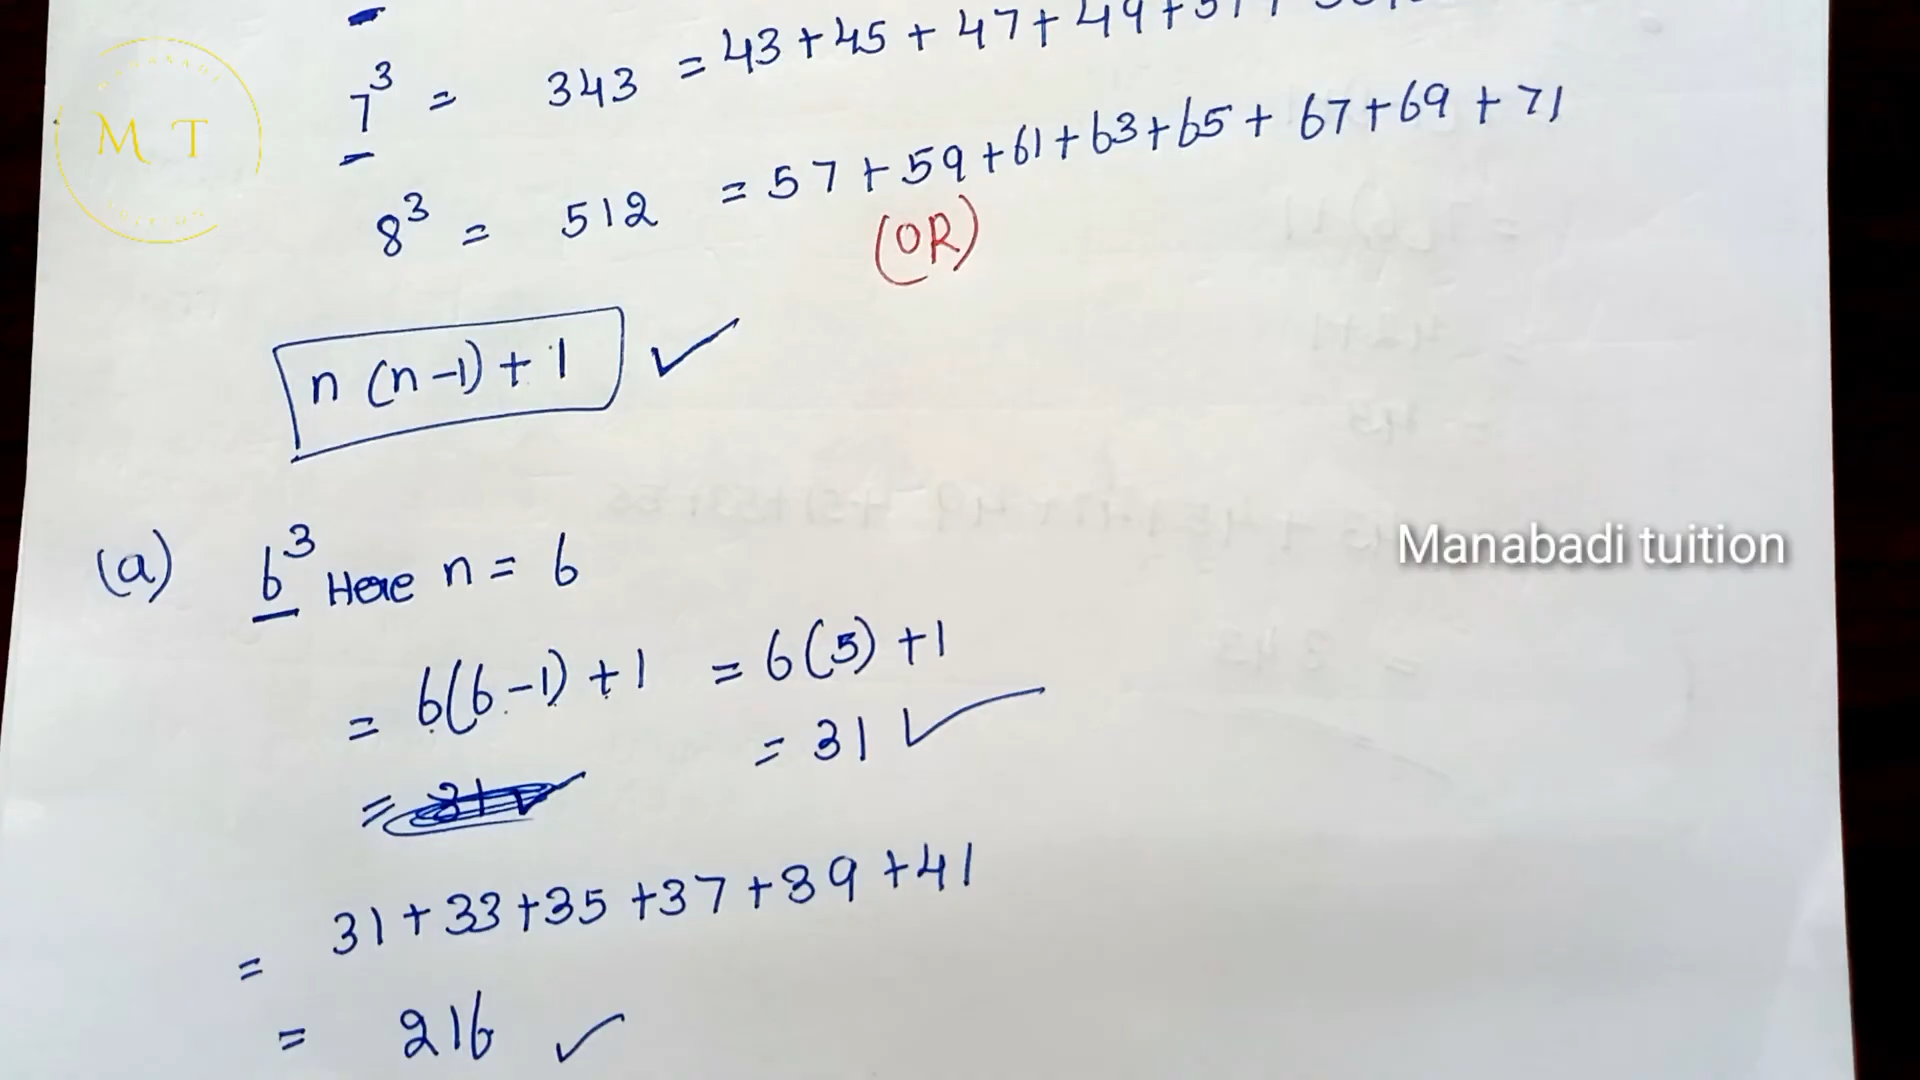 7³ = 343 = 43 + 45 + 47 + 49 +
8³ = 512 = 57 + 59 + 61 + 63 + 65 + 67 + 69 + 71
M T
(OR)
n (n-1) + 1 ✓
Manabadi tuition
(a) 6³ Here n = 6
= 6(6-1) + 1 = 6(5) + 1
= 31 ✓
=
= 31 + 33 + 35 + 37 + 39 + 41
= 216 ✓